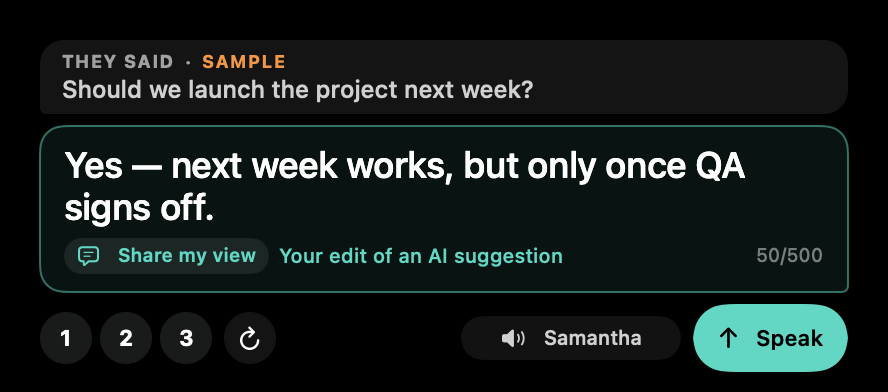 THEY SAID · SAMPLE
Should we launch the project next week?
Yes — next week works, but only once QA
signs off.
Share my view Your edit of an AI suggestion 50/500
1 2 3 Samantha Speak